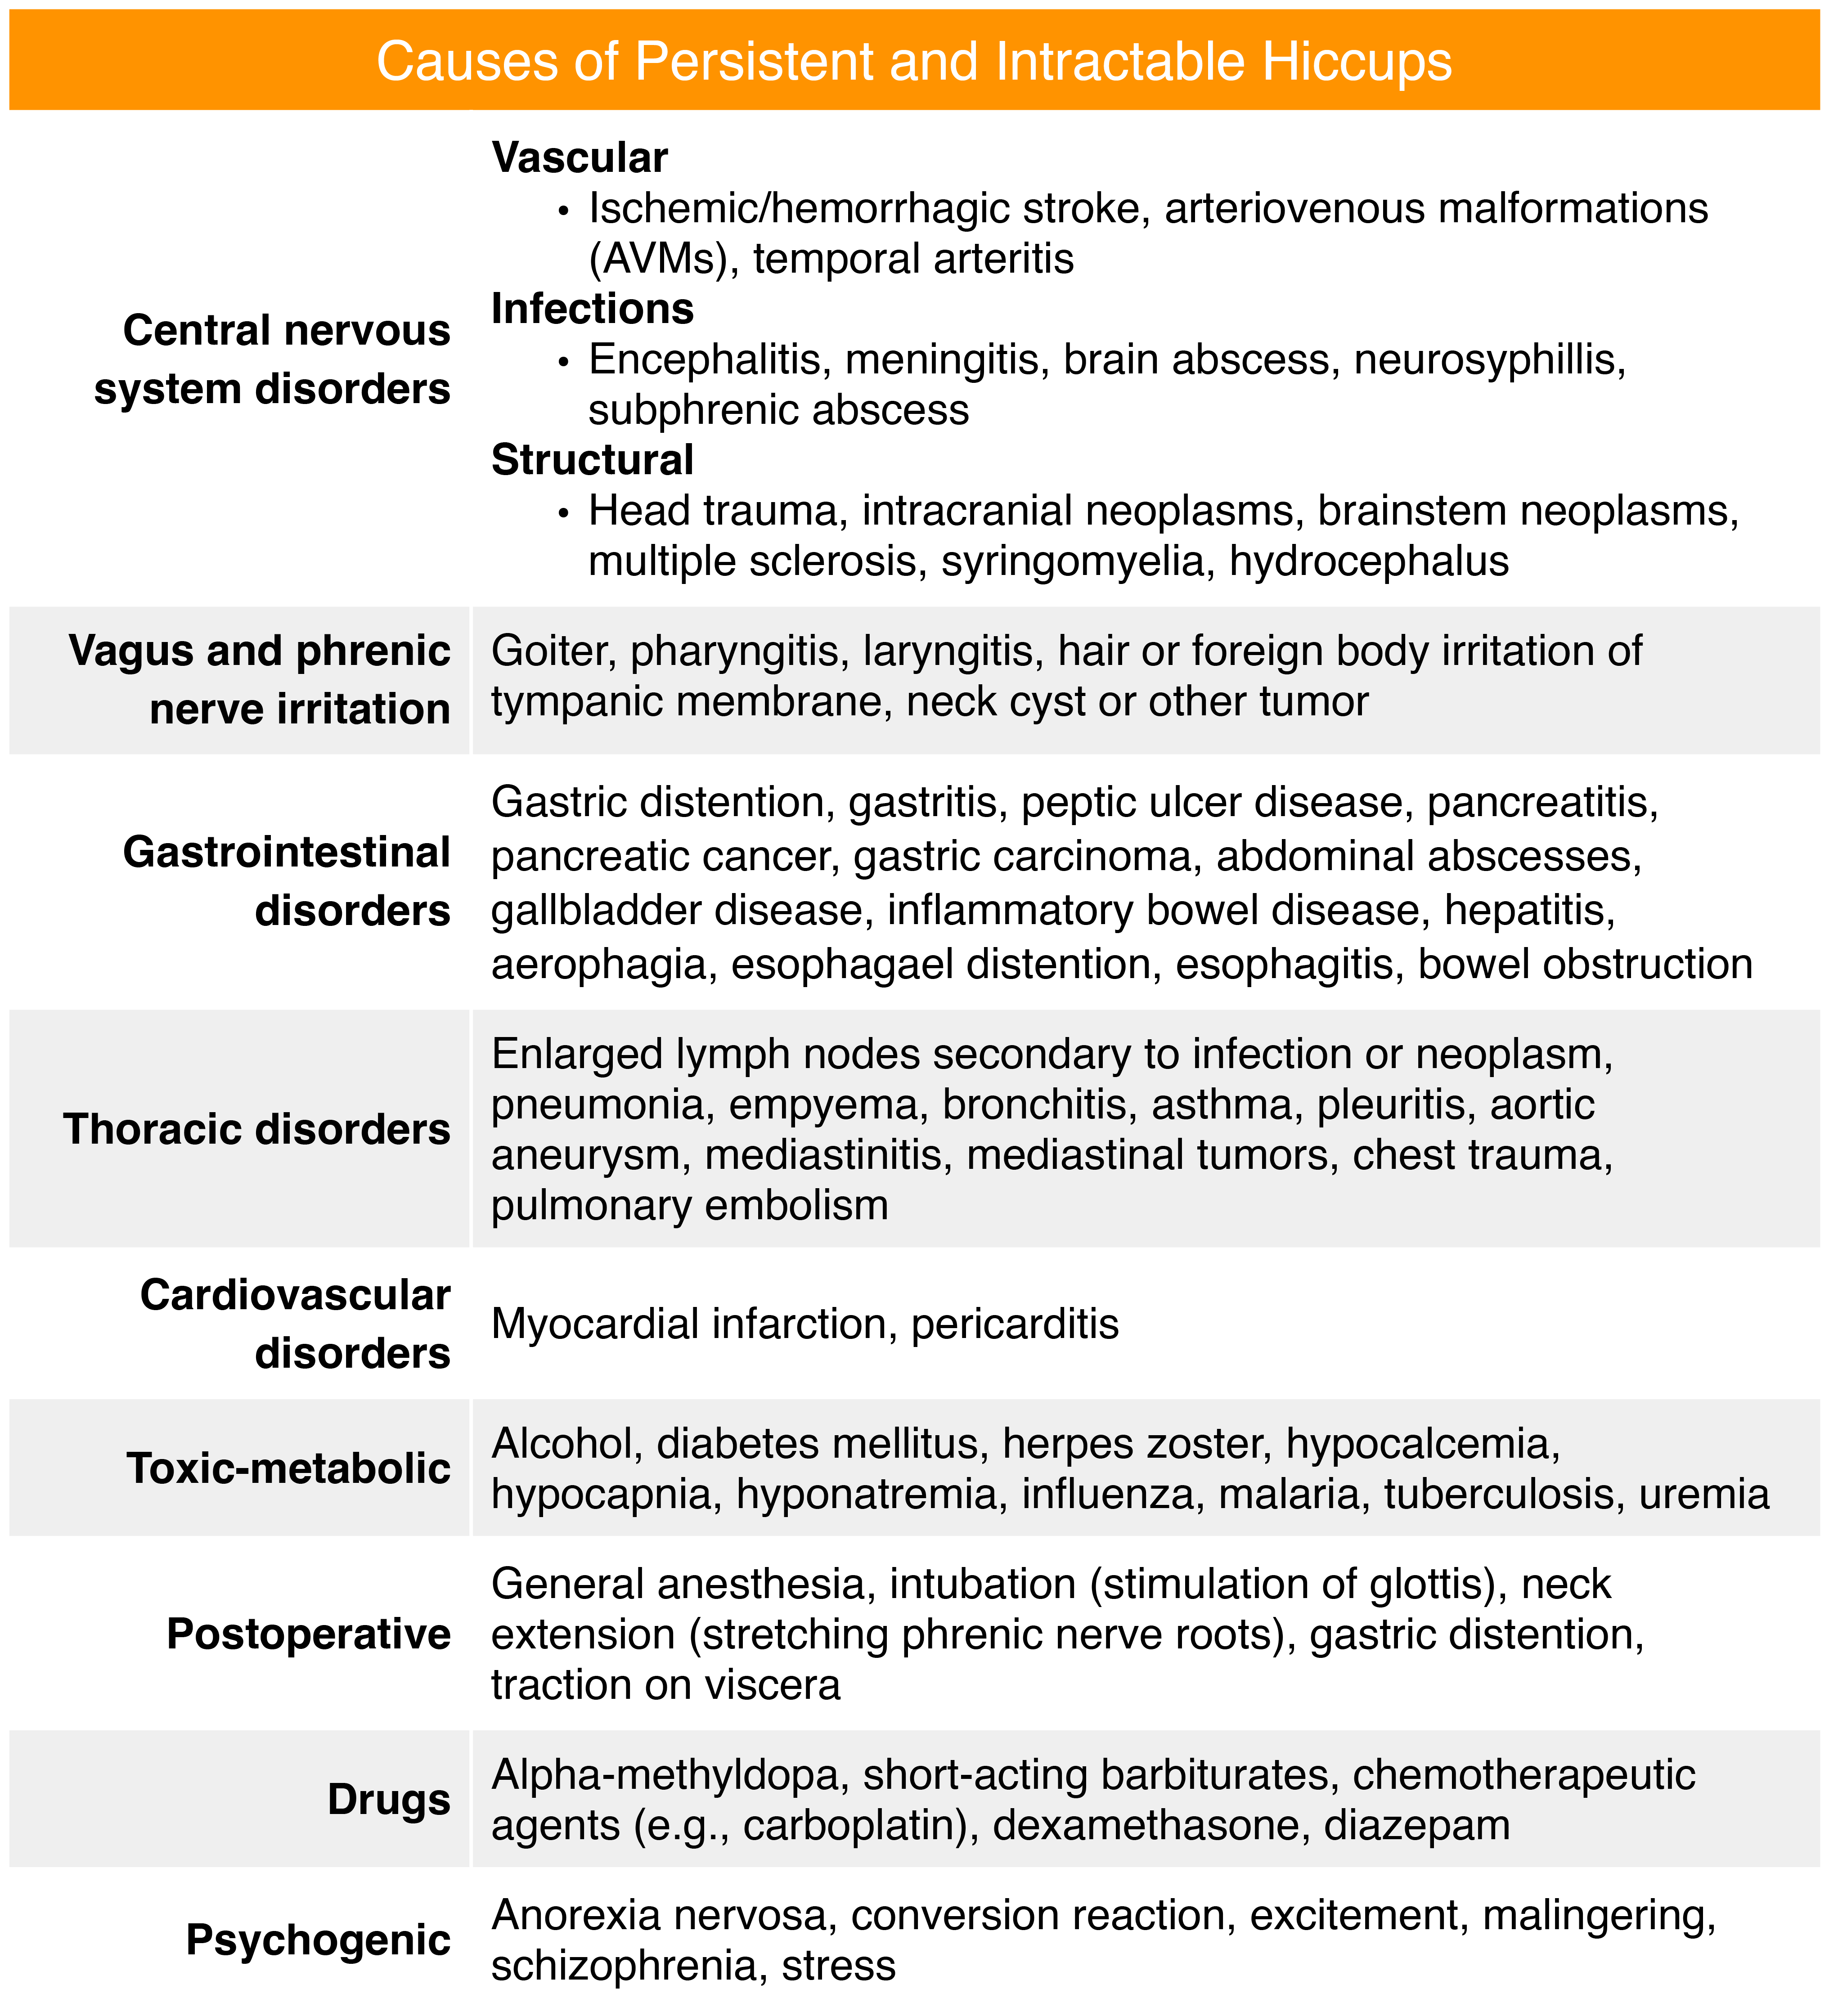 Causes of Persistent and Intractable Hiccups
Central nervous
system disorders
Vascular
• Ischemic/hemorrhagic stroke, arteriovenous malformations
(AVMs), temporal arteritis
Infections
• Encephalitis, meningitis, brain abscess, neurosyphillis,
subphrenic abscess
Structural
• Head trauma, intracranial neoplasms, brainstem neoplasms,
multiple sclerosis, syringomyelia, hydrocephalus
Vagus and phrenic
nerve irritation
Goiter, pharyngitis, laryngitis, hair or foreign body irritation of
tympanic membrane, neck cyst or other tumor
Gastrointestinal
disorders
Gastric distention, gastritis, peptic ulcer disease, pancreatitis,
pancreatic cancer, gastric carcinoma, abdominal abscesses,
gallbladder disease, inflammatory bowel disease, hepatitis,
aerophagia, esophagael distention, esophagitis, bowel obstruction
Thoracic disorders
Enlarged lymph nodes secondary to infection or neoplasm,
pneumonia, empyema, bronchitis, asthma, pleuritis, aortic
aneurysm, mediastinitis, mediastinal tumors, chest trauma,
pulmonary embolism
Cardiovascular
disorders
Myocardial infarction, pericarditis
Toxic-metabolic
Alcohol, diabetes mellitus, herpes zoster, hypocalcemia,
hypocapnia, hyponatremia, influenza, malaria, tuberculosis, uremia
Postoperative
General anesthesia, intubation (stimulation of glottis), neck
extension (stretching phrenic nerve roots), gastric distention,
traction on viscera
Drugs
Alpha-methyldopa, short-acting barbiturates, chemotherapeutic
agents (e.g., carboplatin), dexamethasone, diazepam
Psychogenic
Anorexia nervosa, conversion reaction, excitement, malingering,
schizophrenia, stress